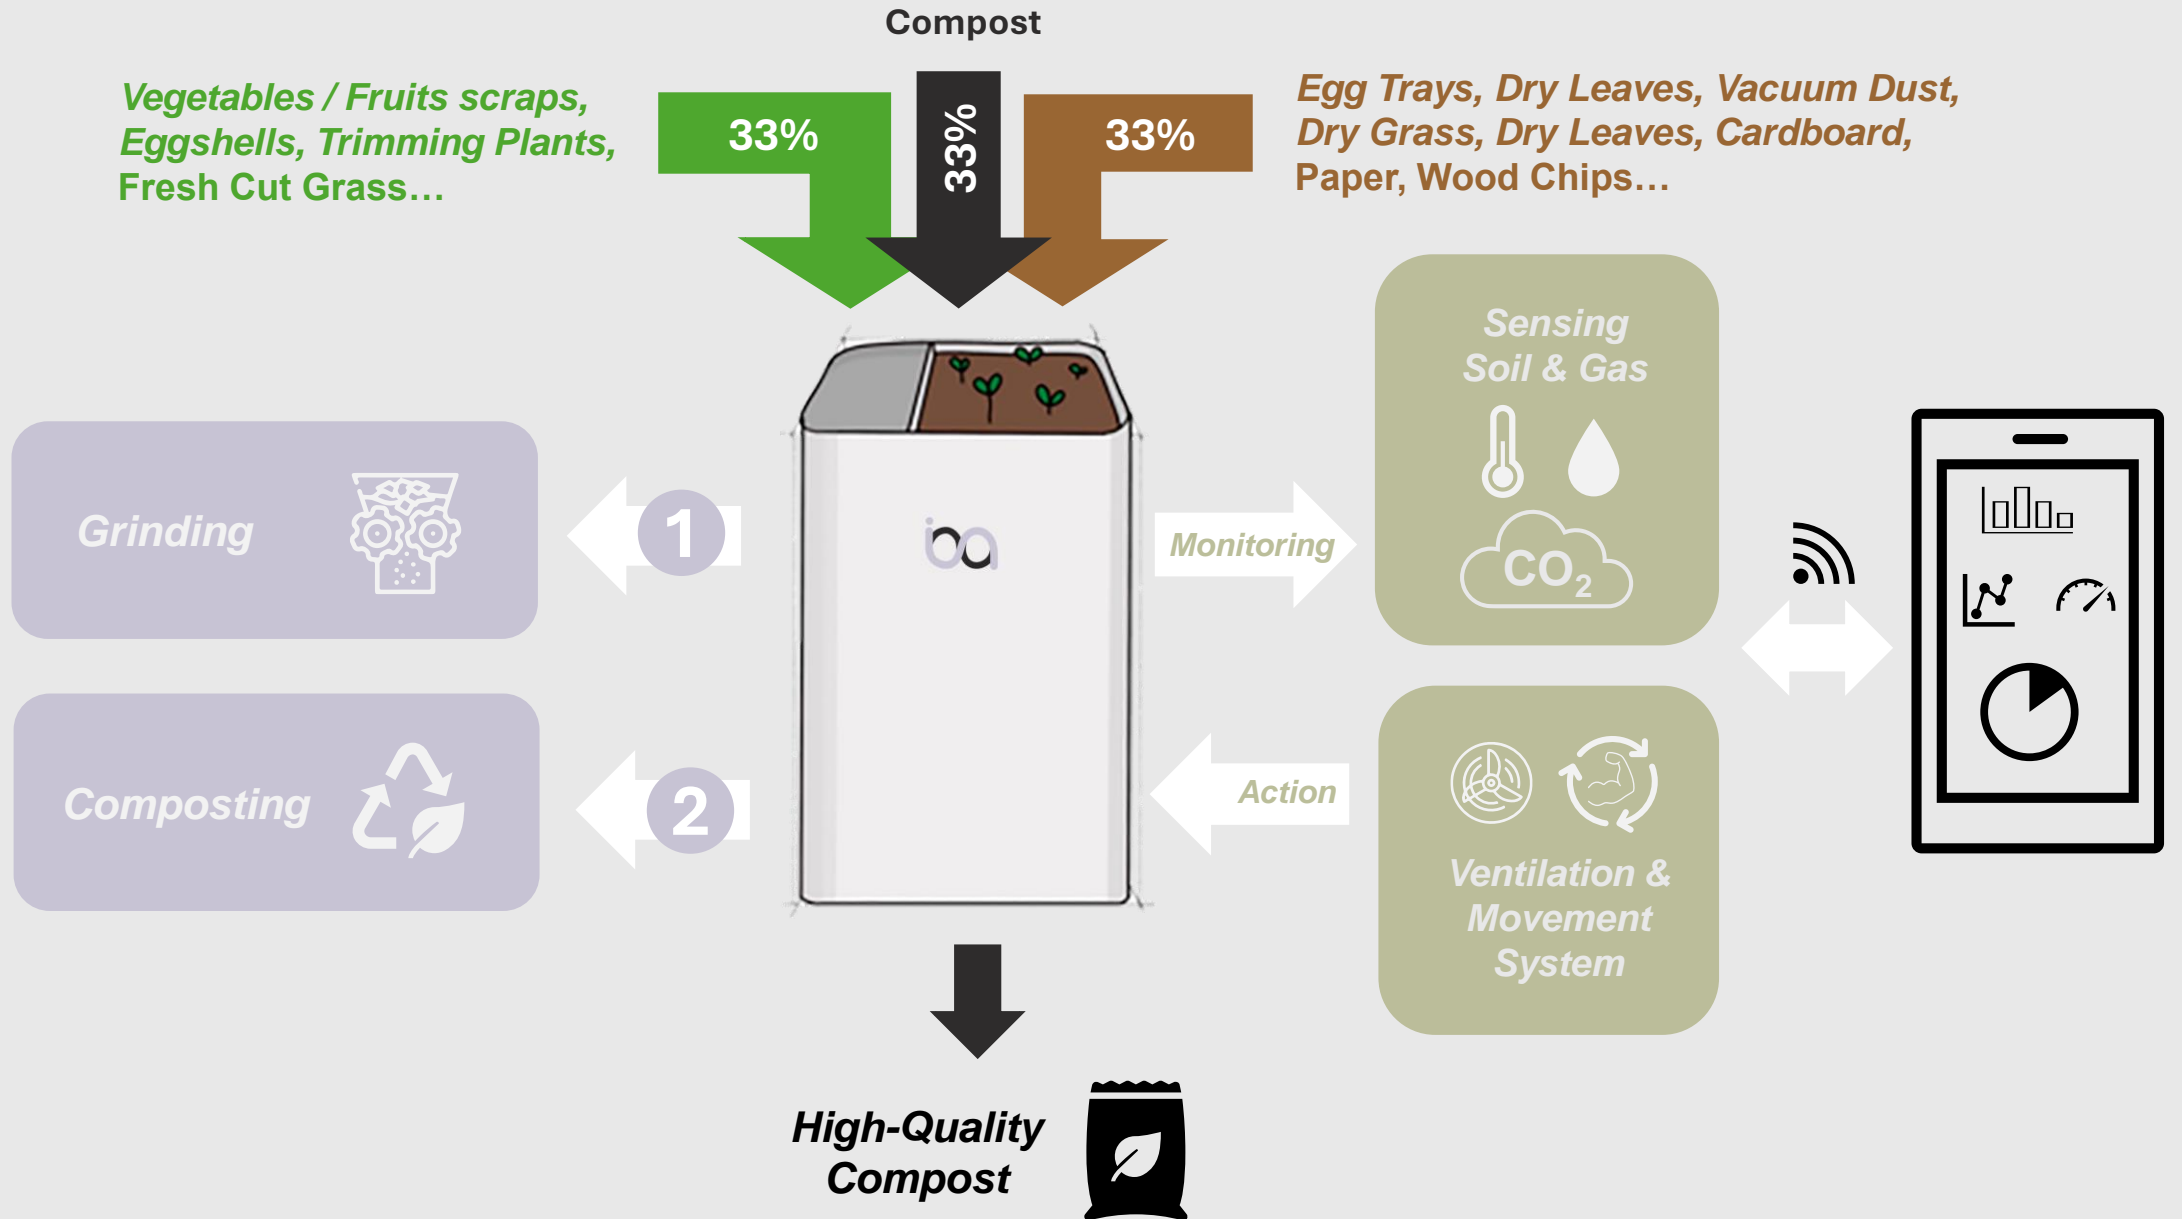 Compost
Vegetables / Fruits scraps,
Eggshells, Trimming Plants,
Fresh Cut Grass…
33%
33%
33%
Egg Trays, Dry Leaves, Vacuum Dust,
Dry Grass, Dry Leaves, Cardboard,
Paper, Wood Chips…
Sensing
Soil & Gas
CO2
Grinding
1
Monitoring
Composting
2
Action
Ventilation &
Movement
System
High-Quality
Compost